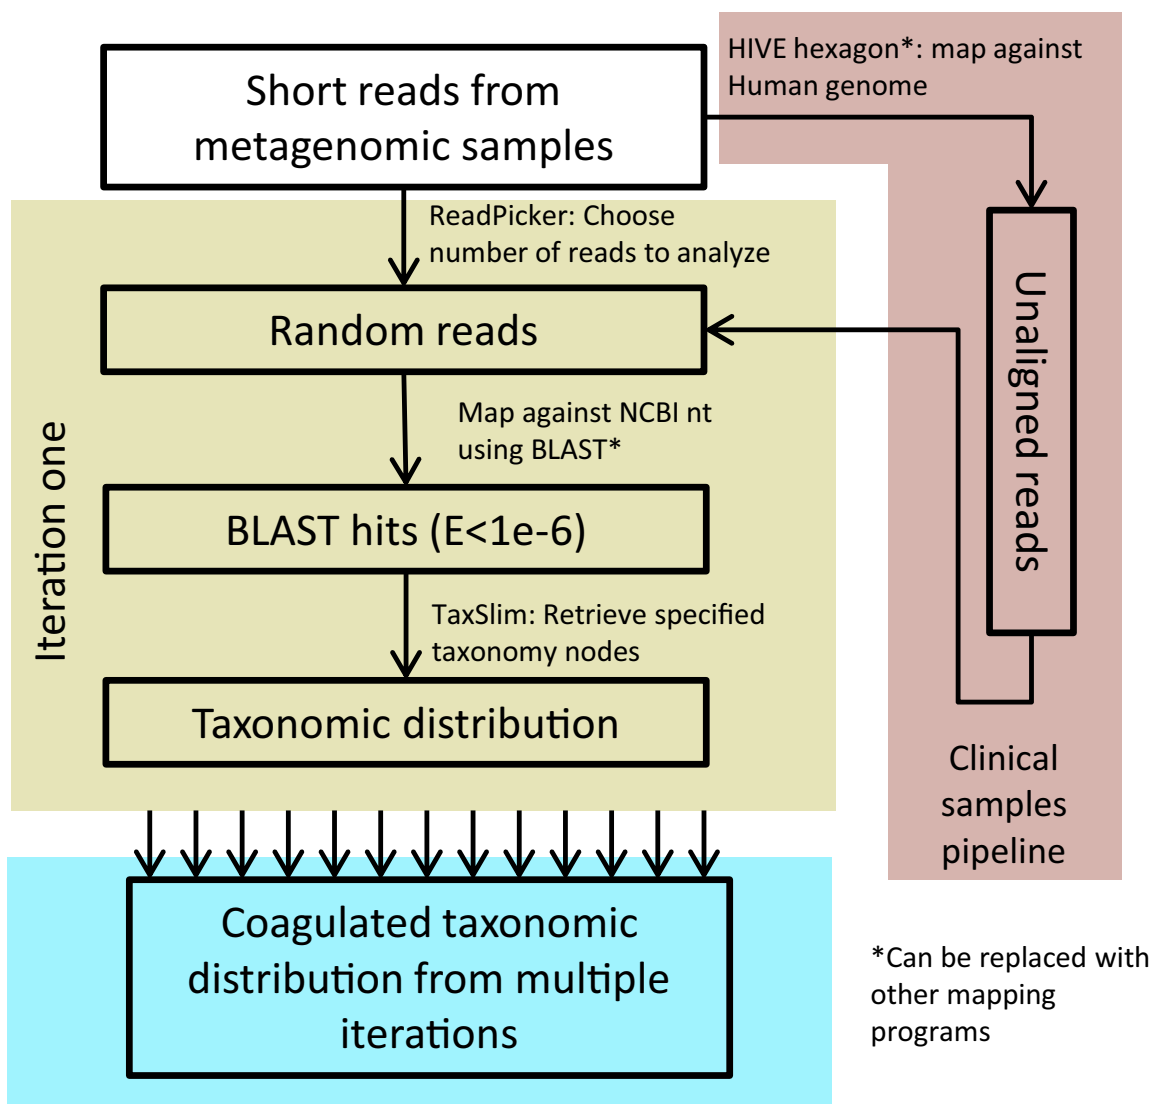 Short reads from
metagenomic samples
HIVE hexagon*: map against
Human genome
ReadPicker: Choose
number of reads to analyze
Random reads
Unaligned reads
Map against NCBI nt
using BLAST*
Iteration one
BLAST hits (E<1e-6)
TaxSlim: Retrieve specified
taxonomy nodes
Taxonomic distribution
Clinical
samples
pipeline
Coagulated taxonomic
distribution from multiple
iterations
*Can be replaced with
other mapping
programs